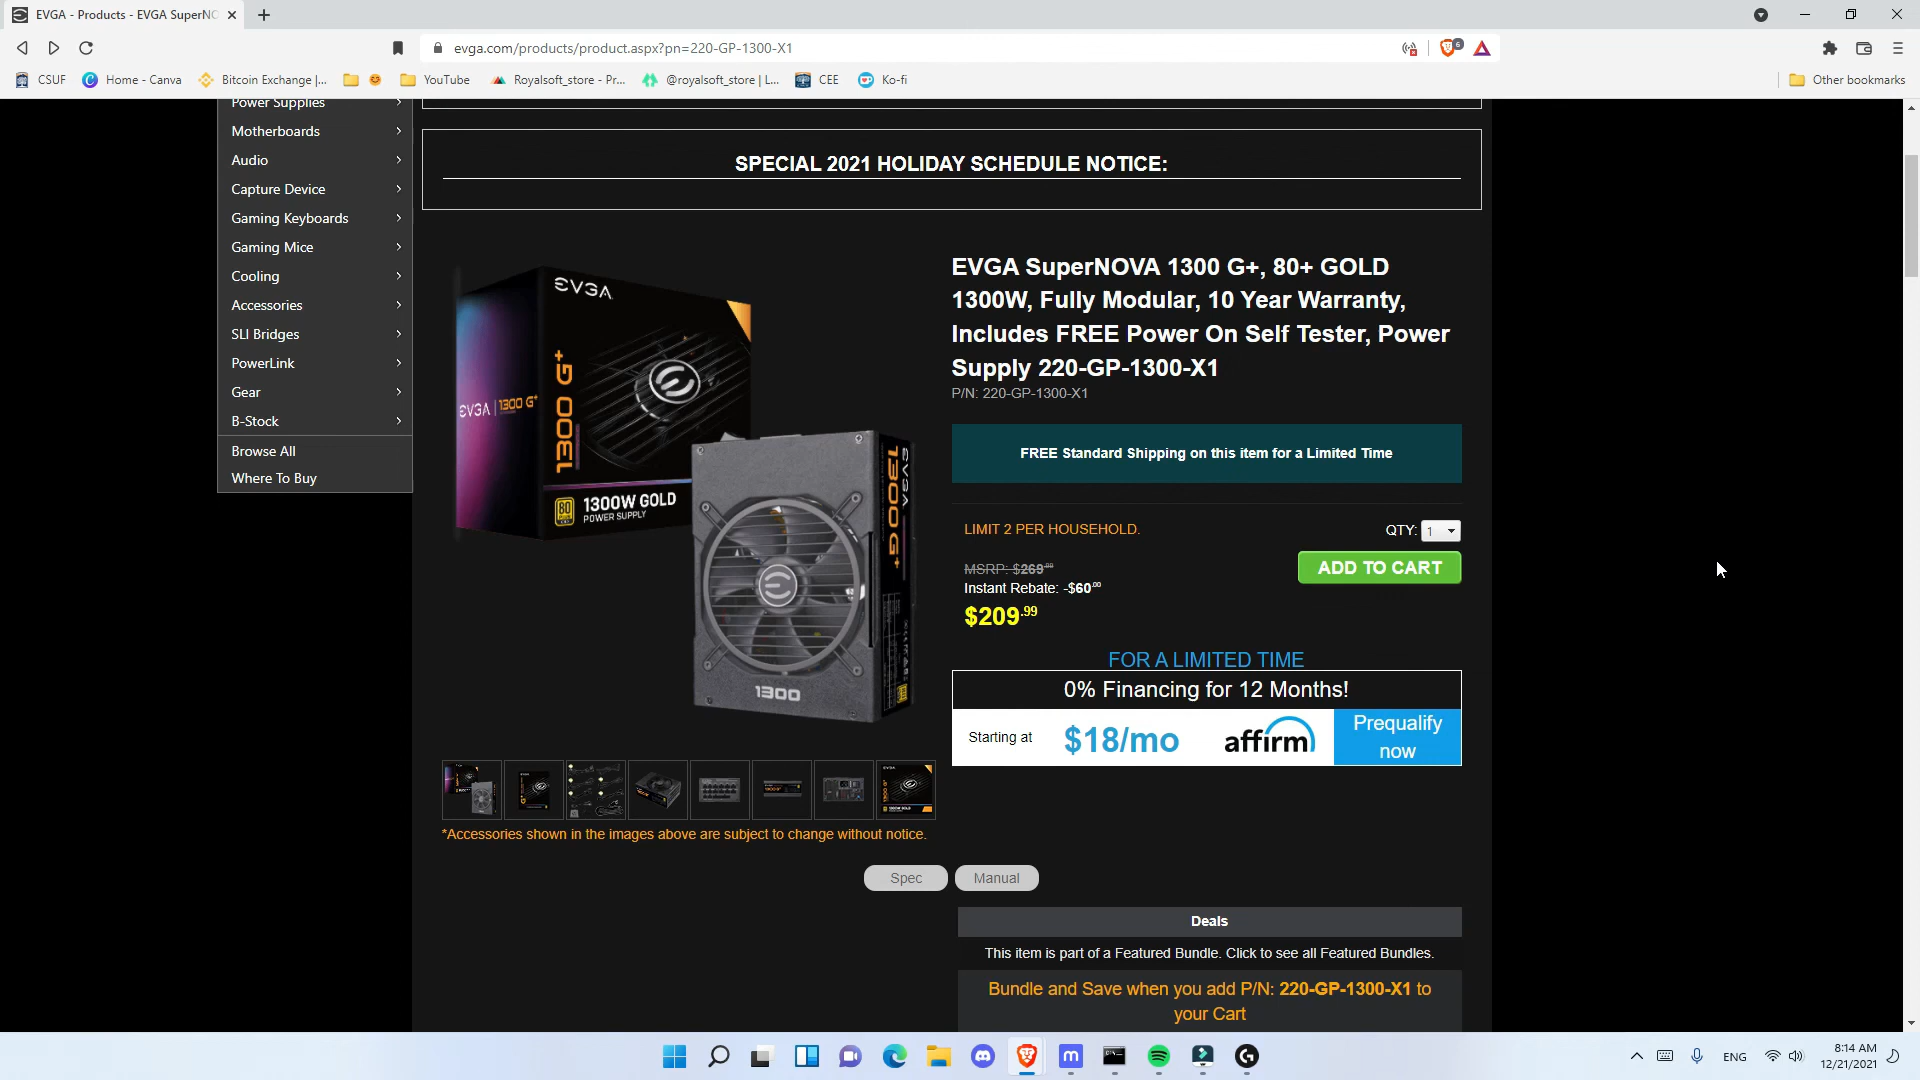 EVGA - Products - EVGA SuperNO
evga.com/products/product.aspx?pn=220-GP-1300-X1
6
CSUF
Home - Canva
Bitcoin Exchange |...
YouTube
Royalsoft_store - Pr...
@royalsoft_store | L...
CEE
Ko-fi
Other bookmarks
Power Supplies
Motherboards
Audio
Capture Device
Gaming Keyboards
Gaming Mice
Cooling
Accessories
SLI Bridges
PowerLink
Gear
B-Stock
Browse All
Where To Buy
SPECIAL 2021 HOLIDAY SCHEDULE NOTICE:
EVGA
1300 G+
EVGA | 1300 G+
1300W GOLD
POWER SUPPLY
80
EVGA
1300 G+
1300
EVGA SuperNOVA 1300 G+, 80+ GOLD
1300W, Fully Modular, 10 Year Warranty,
Includes FREE Power On Self Tester, Power
Supply 220-GP-1300-X1
P/N: 220-GP-1300-X1
FREE Standard Shipping on this item for a Limited Time
LIMIT 2 PER HOUSEHOLD.
QTY: 1
MSRP: $269.99
ADD TO CART
Instant Rebate: -$60.00
$209.99
FOR A LIMITED TIME
0% Financing for 12 Months!
Starting at $18/mo affirm
Prequalify
now
*Accessories shown in the images above are subject to change without notice.
Spec
Manual
Deals
This item is part of a Featured Bundle. Click to see all Featured Bundles.
Bundle and Save when you add P/N: 220-GP-1300-X1 to
your Cart
ENG
8:14 AM
12/21/2021